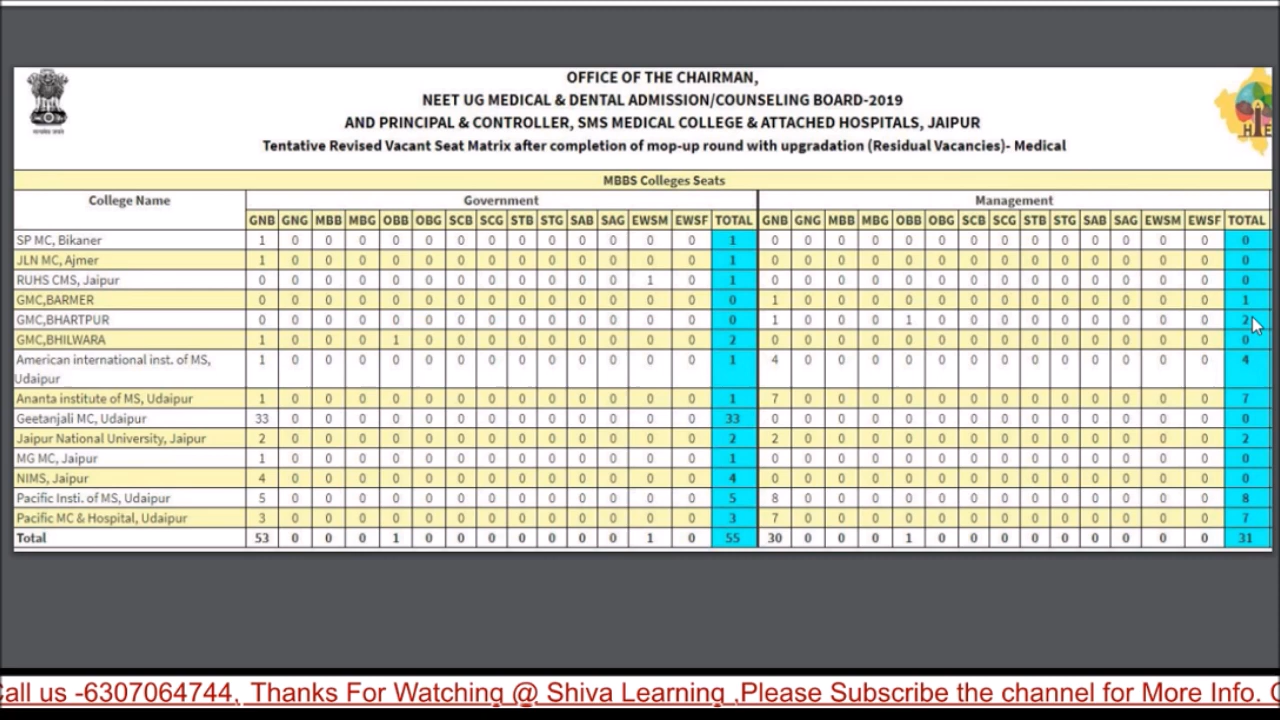 OFFICE OF THE CHAIRMAN,
NEET UG MEDICAL & DENTAL ADMISSION/COUNSELING BOARD-2019
AND PRINCIPAL & CONTROLLER, SMS MEDICAL COLLEGE & ATTACHED HOSPITALS, JAIPUR
Tentative Revised Vacant Seat Matrix after completion of mop-up round with upgradation (Residual Vacancies)- Medical
MBBS Colleges Seats
College Name Government Management
GNB GNG MBB MBG OBB OBG SCB SCG STB STG SAB SAG EWSM EWSF TOTAL GNB GNG MBB MBG OBB OBG SCB SCG STB STG SAB SAG EWSM EWSF TOTAL
SP MC, Bikaner 1 0 0 0 0 0 0 0 0 0 0 0 0 0 1 0 0 0 0 0 0 0 0 0 0 0 0 0 0 0
JLN MC, Ajmer 1 0 0 0 0 0 0 0 0 0 0 0 0 0 1 0 0 0 0 0 0 0 0 0 0 0 0 0 0 0
RUHS CMS, Jaipur 0 0 0 0 0 0 0 0 0 0 0 0 1 0 1 0 0 0 0 0 0 0 0 0 0 0 0 0 0 0
GMC,BARMER 0 0 0 0 0 0 0 0 0 0 0 0 0 0 0 1 0 0 0 0 0 0 0 0 0 0 0 0 0 1
GMC,BHARTPUR 0 0 0 0 0 0 0 0 0 0 0 0 0 0 0 1 0 0 0 1 0 0 0 0 0 0 0 0 0 2
GMC,BHILWARA 1 0 0 0 1 0 0 0 0 0 0 0 0 0 2 0 0 0 0 0 0 0 0 0 0 0 0 0 0 0
American international inst. of MS, 1 0 0 0 0 0 0 0 0 0 0 0 0 0 1 4 0 0 0 0 0 0 0 0 0 0 0 0 0 4
Udaipur
Ananta institute of MS, Udaipur 1 0 0 0 0 0 0 0 0 0 0 0 0 0 1 7 0 0 0 0 0 0 0 0 0 0 0 0 0 7
Geetanjali MC, Udaipur 33 0 0 0 0 0 0 0 0 0 0 0 0 0 33 0 0 0 0 0 0 0 0 0 0 0 0 0 0 0
Jaipur National University, Jaipur 2 0 0 0 0 0 0 0 0 0 0 0 0 0 2 2 0 0 0 0 0 0 0 0 0 0 0 0 0 2
MG MC, Jaipur 1 0 0 0 0 0 0 0 0 0 0 0 0 0 1 0 0 0 0 0 0 0 0 0 0 0 0 0 0 0
NIMS, Jaipur 4 0 0 0 0 0 0 0 0 0 0 0 0 0 4 0 0 0 0 0 0 0 0 0 0 0 0 0 0 0
Pacific Insti. of MS, Udaipur 5 0 0 0 0 0 0 0 0 0 0 0 0 0 5 8 0 0 0 0 0 0 0 0 0 0 0 0 0 8
Pacific MC & Hospital, Udaipur 3 0 0 0 0 0 0 0 0 0 0 0 0 0 3 7 0 0 0 0 0 0 0 0 0 0 0 0 0 7
Total 53 0 0 0 1 0 0 0 0 0 0 0 1 0 55 30 0 0 0 1 0 0 0 0 0 0 0 0 0 31
all us -6307064744, Thanks For Watching @ Shiva Learning ,Please Subscribe the channel for More Info.